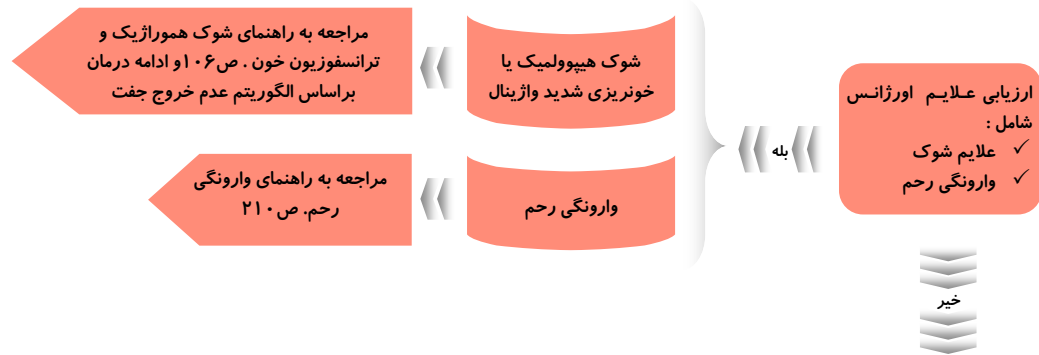 ارزیابی علایم اورژانس
شامل :
✓ علایم شوک
✓ وارونگی رحم
بله
شوک هیپوولمیک یا
خونریزی شدید واژینال
مراجعه به راهنمای شوک هموراژیک و
ترانسفوزیون خون . ص۱۰۶و ادامه درمان
براساس الگوریتم عدم خروج جفت
وارونگی رحم
مراجعه به راهنمای وارونگی
رحم. ص۲۱۰
خیر